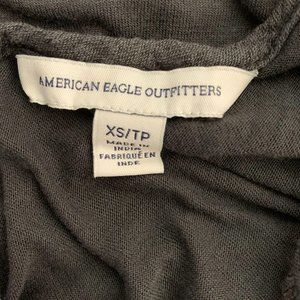 AMERICAN EAGLE OUTFITTERS
XS/TP
MADE IN
INDIA
FABRIQUÉ EN
INDE